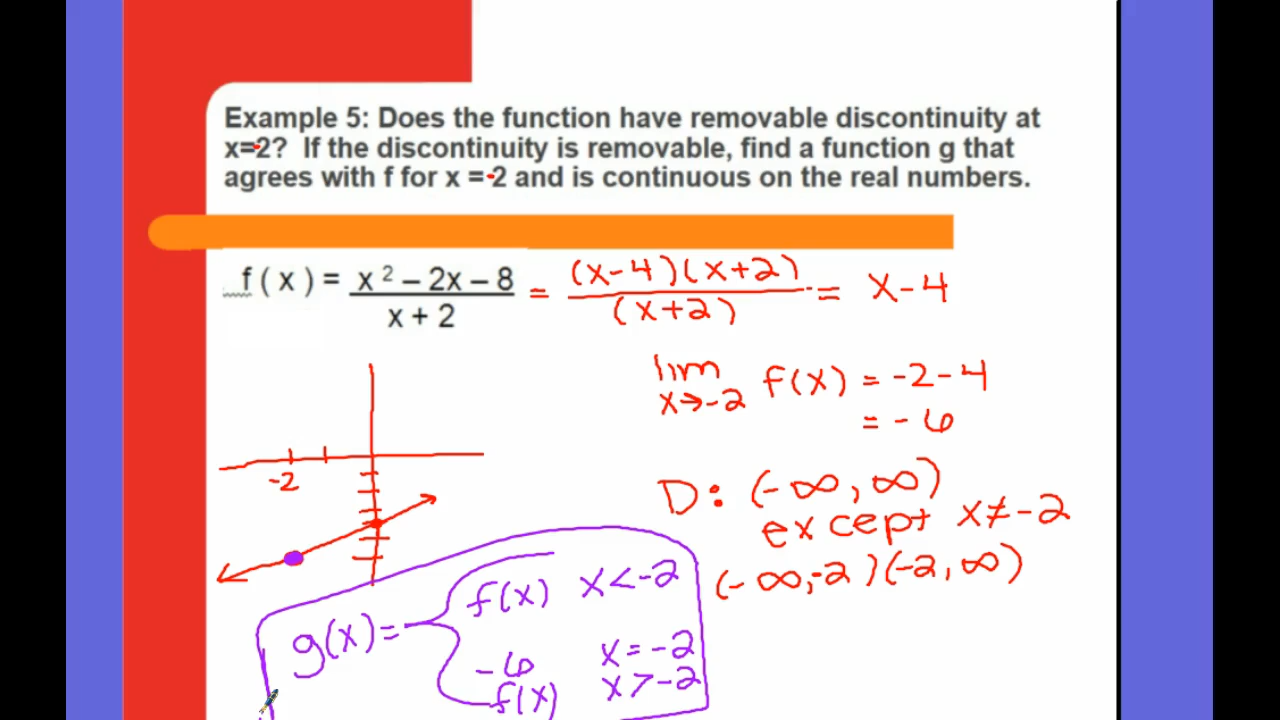 Example 5: Does the function have removable discontinuity at
x=-2? If the discontinuity is removable, find a function g that
agrees with f for x =-2 and is continuous on the real numbers.
f ( x ) = x² – 2x – 8 / x + 2 = (x-4)(x+2) / (x+2) = x-4
lim x→-2 f(x) = -2-4
= -6
-2
D: (-∞, ∞)
except x≠-2
(-∞,-2)(-2,∞)
g(x)= { f(x) x<-2
-6 x=-2
f(x) x>-2